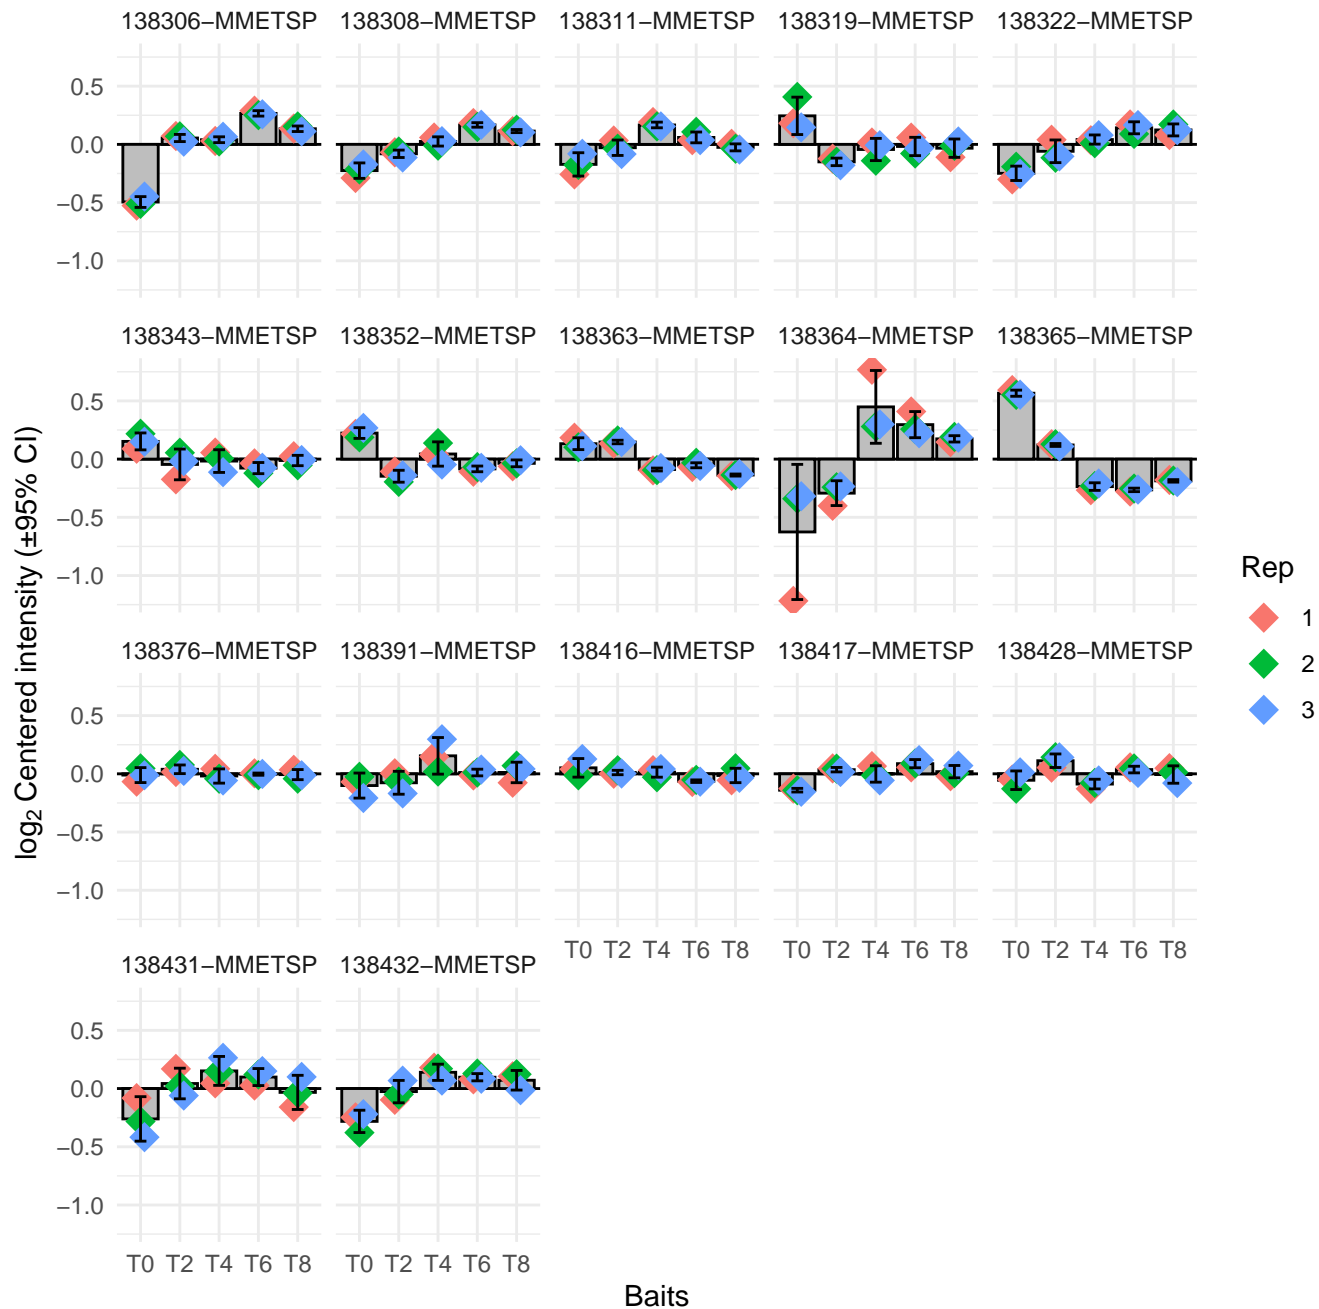 138306−MMETSP 138308−MMETSP 138311−MMETSP 138319−MMETSP 138322−MMETSP
0.5
0.0
−0.5
−1.0
138343−MMETSP 138352−MMETSP 138363−MMETSP 138364−MMETSP 138365−MMETSP
0.5
0.0
−0.5
−1.0
138376−MMETSP 138391−MMETSP 138416−MMETSP 138417−MMETSP 138428−MMETSP
0.5
0.0
−0.5
−1.0
T0 T2 T4 T6 T8 T0 T2 T4 T6 T8 T0 T2 T4 T6 T8
138431−MMETSP 138432−MMETSP
0.5
0.0
−0.5
−1.0
T0 T2 T4 T6 T8 T0 T2 T4 T6 T8
Baits
log₂ Centered intensity (±95% CI)
Rep
1
2
3